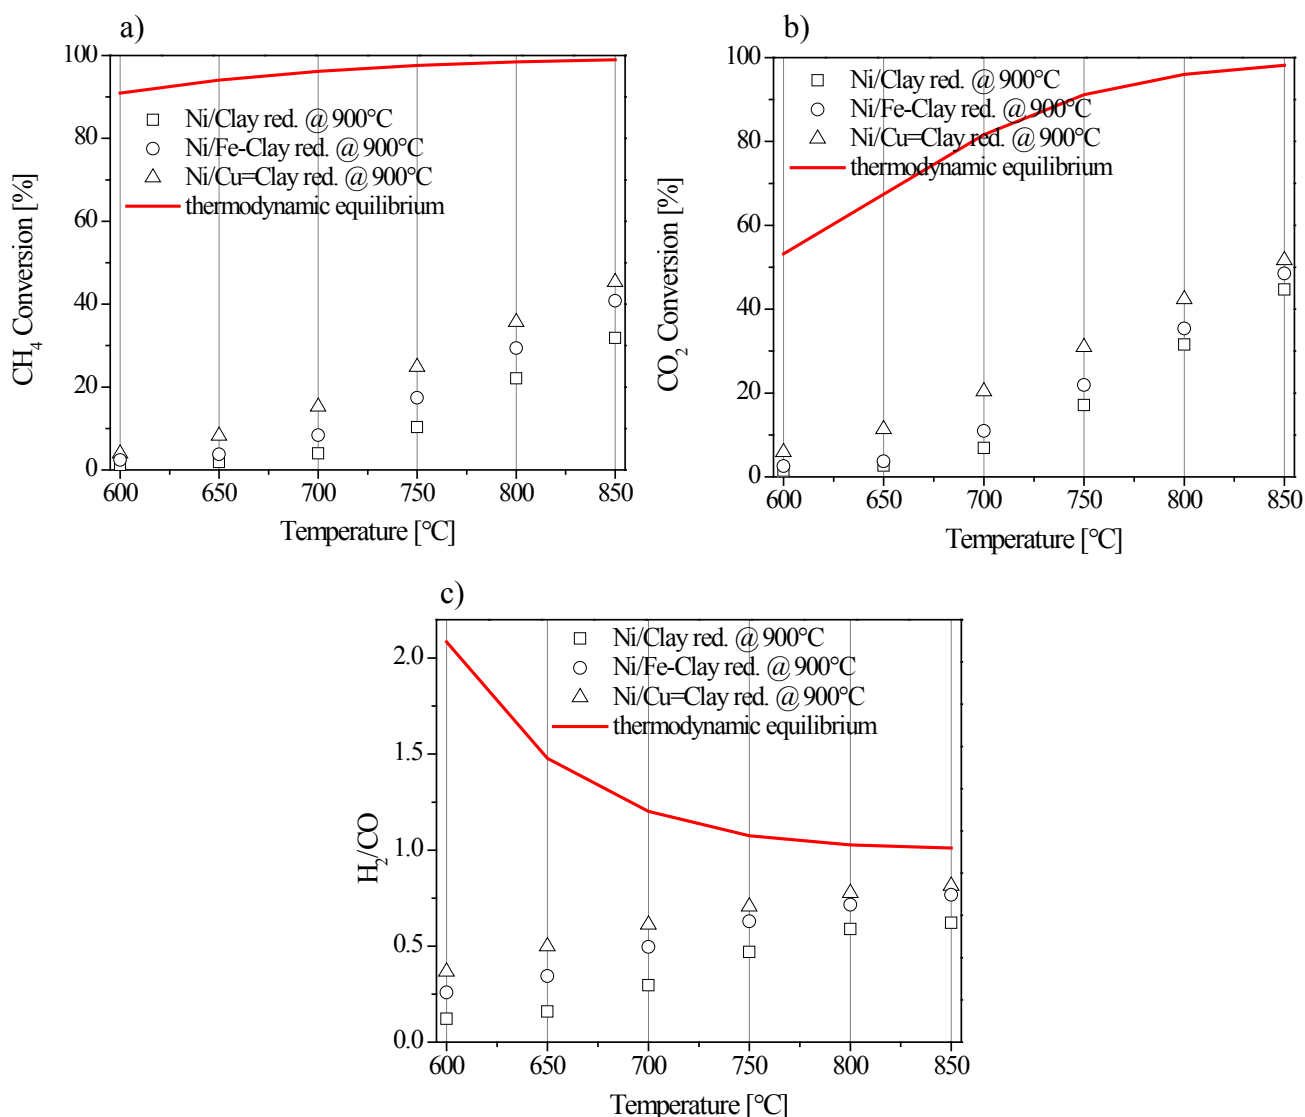 a)
100
80
60
40
20
0
CH4 Conversion [%]
Ni/Clay red. @ 900°C
Ni/Fe-Clay red. @ 900°C
Ni/Cu=Clay red. @ 900°C
thermodynamic equilibrium
600 650 700 750 800 850
Temperature [°C]
b)
100
80
60
40
20
0
CO2 Conversion [%]
Ni/Clay red. @ 900°C
Ni/Fe-Clay red. @ 900°C
Ni/Cu=Clay red. @ 900°C
thermodynamic equilibrium
600 650 700 750 800 850
Temperature [°C]
c)
2.0
1.5
1.0
0.5
0.0
H2/CO
Ni/Clay red. @ 900°C
Ni/Fe-Clay red. @ 900°C
Ni/Cu=Clay red. @ 900°C
thermodynamic equilibrium
600 650 700 750 800 850
Temperature [°C]